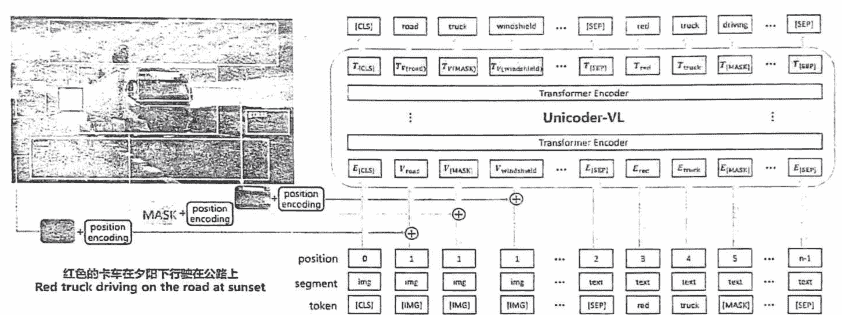 [CLS] road truck windshield ... [SEP] red truck driving ... [SEP]
T[CLS] TV(road) TV(MASK) TV(windshield) ... T[SEP] Tred Ttruck T[MASK] ... T[SEP]
Transformer Encoder
Unicoder-VL
Transformer Encoder
E[CLS] Vroad V[MASK] Vwindshield ... E[SEP] Ered Etruck E[MASK] ... E[SEP]
+ position encoding
MASK + position encoding
+ position encoding
position 0 1 1 1 ... 2 3 4 5 ... n-1
segment img img img img ... text text text text ... text
token [CLS] [IMG] [IMG] [IMG] ... [SEP] red truck [MASK] ... [SEP]
红色的卡车在夕阳下行驶在公路上
Red truck driving on the road at sunset